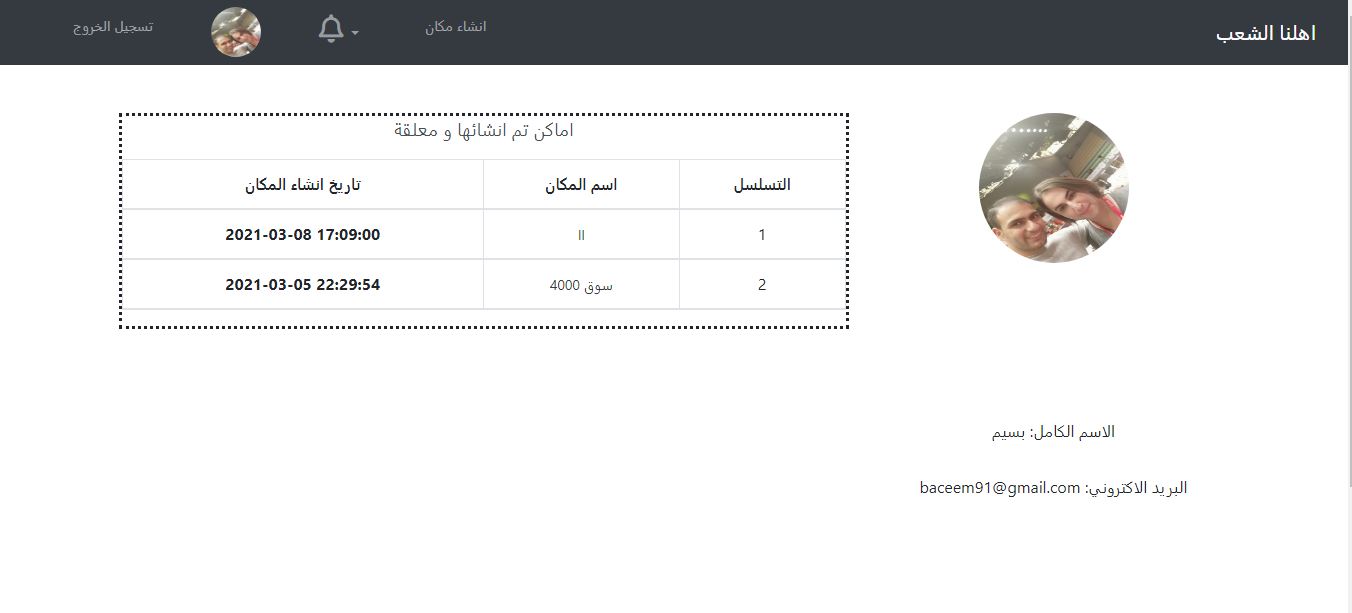 اهلنا الشعب
انشاء مكان
تسجيل الخروج
اماكن تم انشائها و معلقة
التسلسل اسم المكان تاريخ انشاء المكان
1 اا 2021-03-08 17:09:00
2 سوق 4000 2021-03-05 22:29:54
الاسم الكامل: بسيم
البريد الاكتروني: baceem91@gmail.com